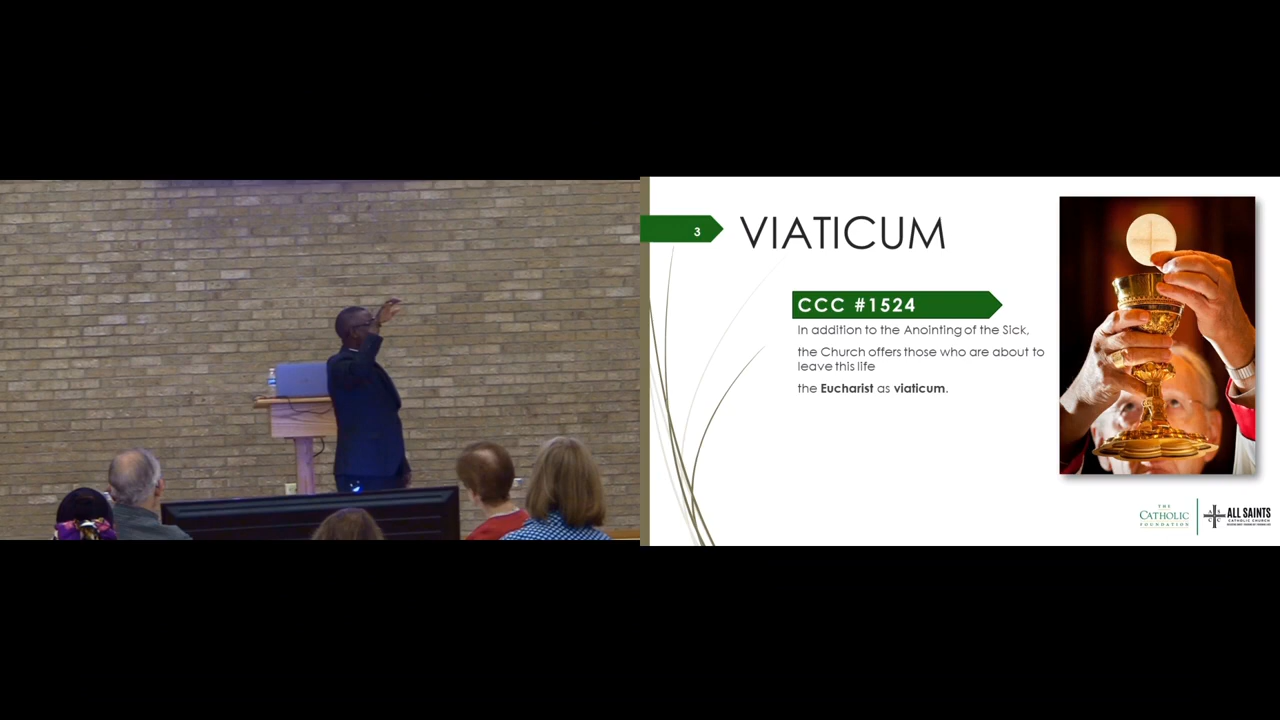 3
VIATICUM
CCC #1524
In addition to the Anointing of the Sick,
the Church offers those who are about to
leave this life
the Eucharist as viaticum.
THE
CATHOLIC
FOUNDATION
ALL SAINTS
CATHOLIC CHURCH